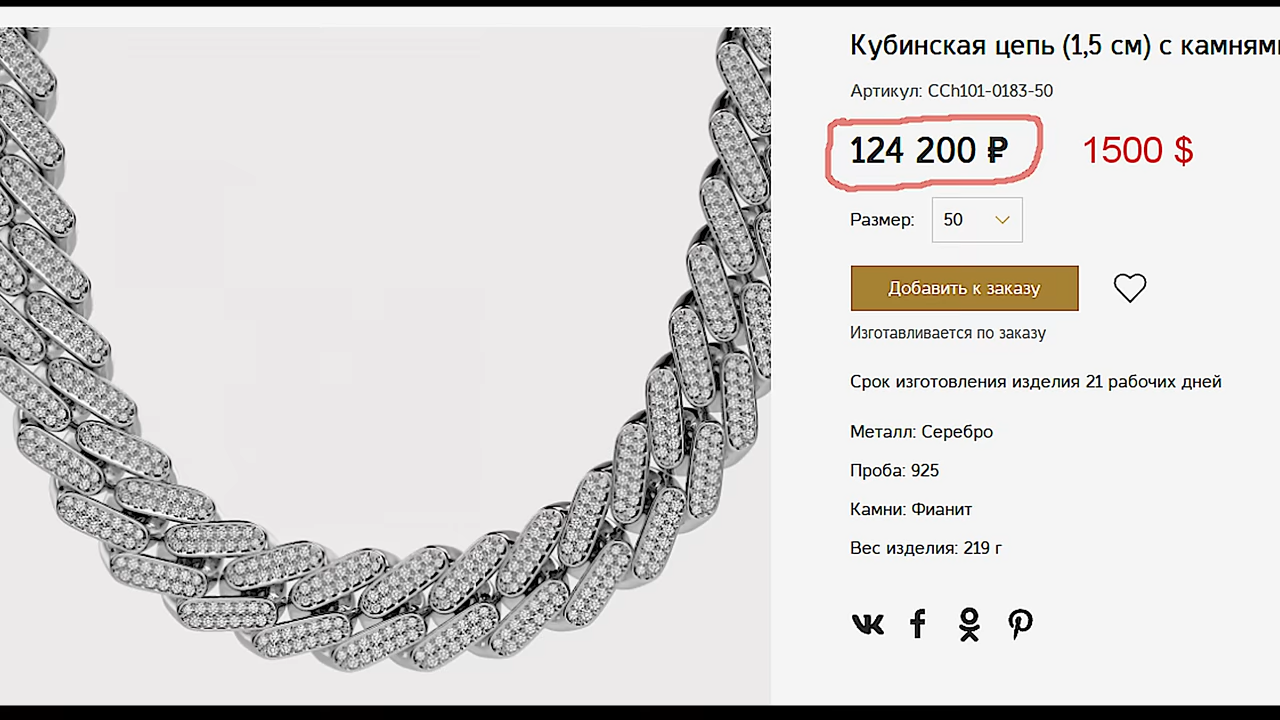 Кубинская цепь (1,5 см) с камнями
Артикул: CCh101-0183-50
124 200 ₽ 1500 $
Размер: 50
Добавить к заказу
Изготавливается по заказу
Срок изготовления изделия 21 рабочих дней
Металл: Серебро
Проба: 925
Камни: Фианит
Вес изделия: 219 г